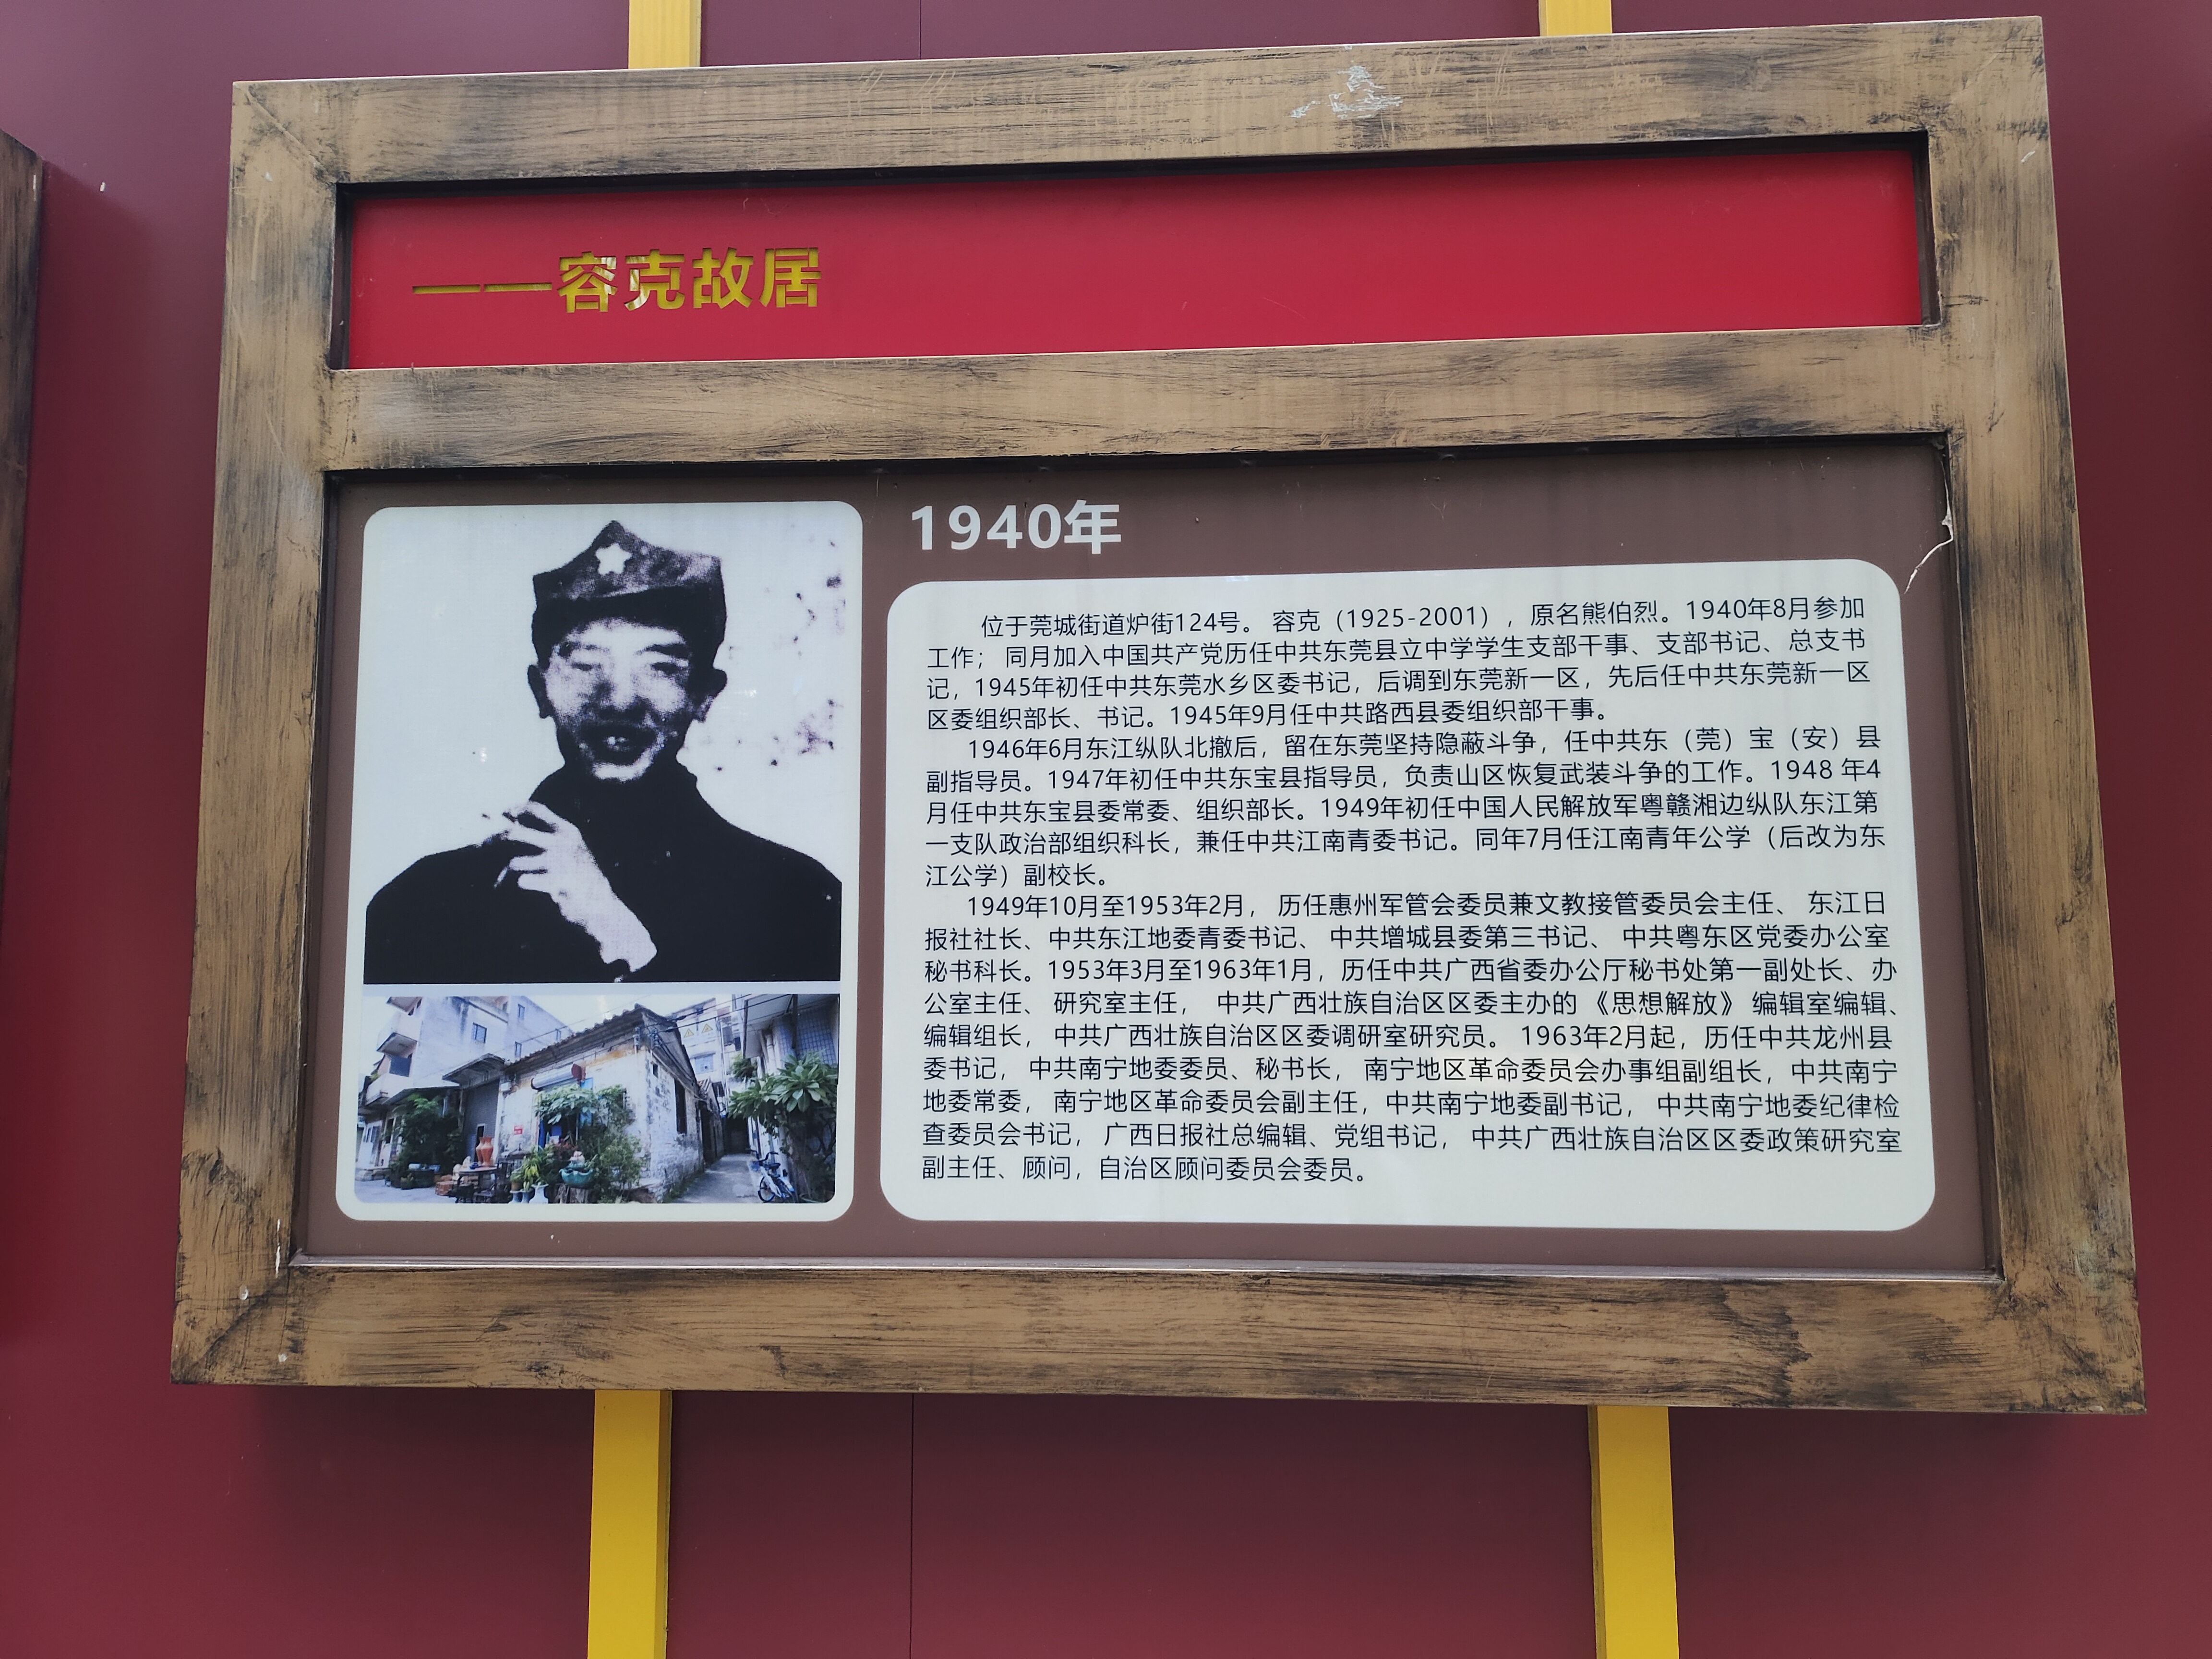 ——容克故居
1940年
位于莞城街道炉街124号。 容克（1925-2001），原名熊伯烈。1940年8月参加
工作； 同月加入中国共产党历任中共东莞县立中学学生支部干事、支部书记、总支书
记，1945年初任中共东莞水乡区委书记，后调到东莞新一区，先后任中共东莞新一区
区委组织部长、书记。1945年9月任中共路西县委组织部干事。
1946年6月东江纵队北撤后，留在东莞坚持隐蔽斗争，任中共东（莞）宝（安）县
副指导员。1947年初任中共东宝县指导员，负责山区恢复武装斗争的工作。1948 年4
月任中共东宝县委常委、组织部长。1949年初任中国人民解放军粤赣湘边纵队东江第
一支队政治部组织科长，兼任中共江南青委书记。同年7月任江南青年公学（后改为东
江公学）副校长。
1949年10月至1953年2月， 历任惠州军管会委员兼文教接管委员会主任、 东江日
报社社长、中共东江地委青委书记、 中共增城县委第三书记、 中共粤东区党委办公室
秘书科长。1953年3月至1963年1月，历任中共广西省委办公厅秘书处第一副处长、办
公室主任、 研究室主任， 中共广西壮族自治区区委主办的 《思想解放》 编辑室编辑、
编辑组长， 中共广西壮族自治区区委调研室研究员。 1963年2月起，历任中共龙州县
委书记， 中共南宁地委委员、秘书长， 南宁地区革命委员会办事组副组长，中共南宁
地委常委， 南宁地区革命委员会副主任，中共南宁地委副书记， 中共南宁地委纪律检
查委员会书记， 广西日报社总编辑、党组书记， 中共广西壮族自治区区委政策研究室
副主任、顾问，自治区顾问委员会委员。